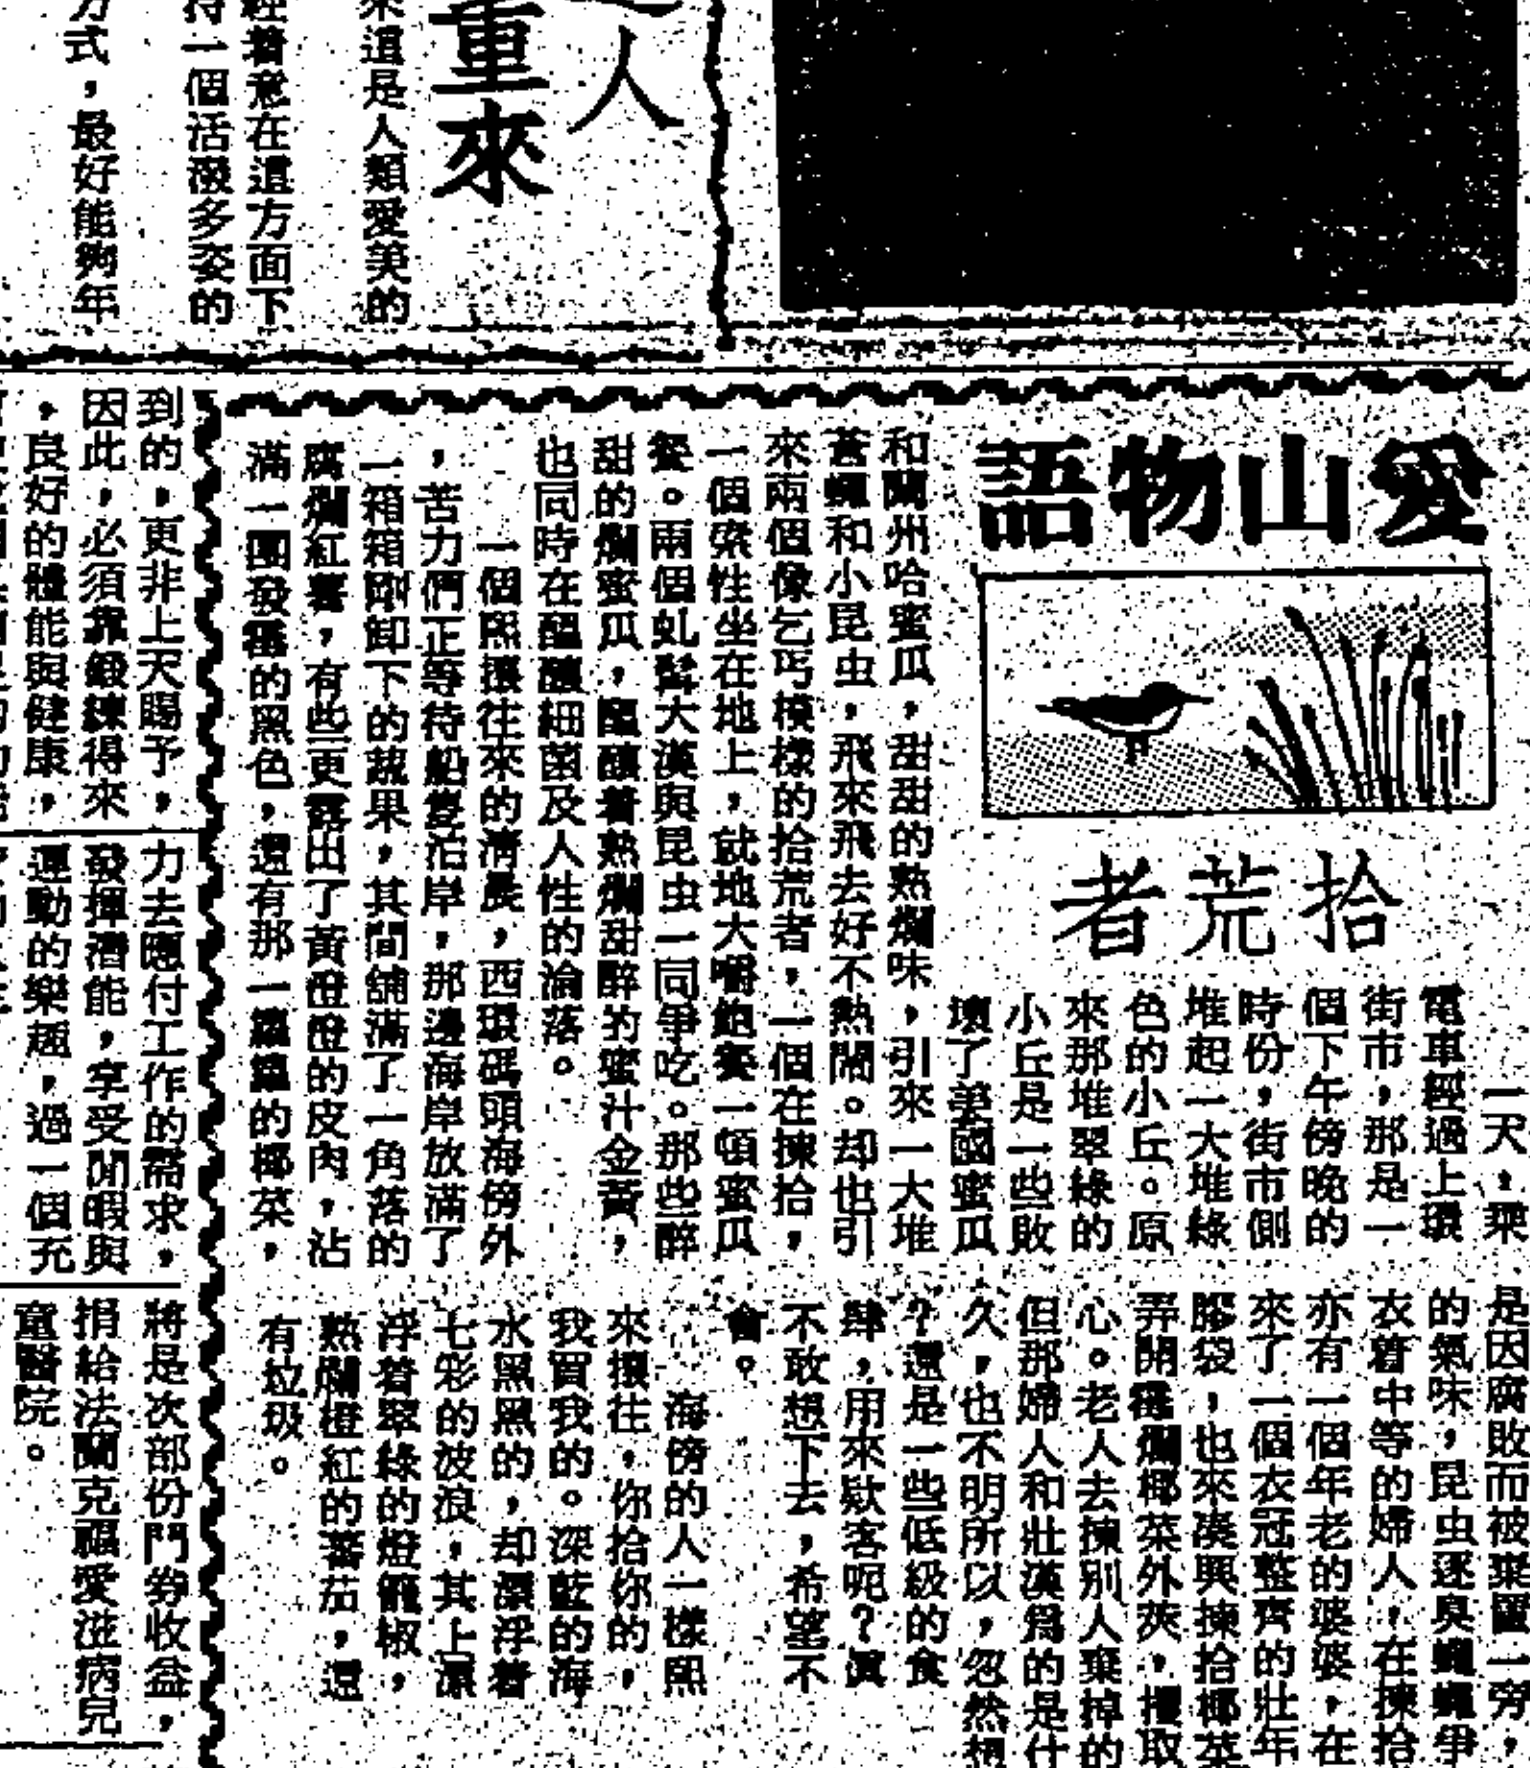 人
重來
來這是人類愛美的
經着意在這方面下
持一個活潑多姿的
方式，最好能夠年
愛山物語
拾荒者
一天，乘
電車經過上環
街市，那是一
個下午傍晚的
時份，街市側
堆起一大堆綠
色的小丘。原
來那堆翠綠的
小丘是一些敗
壞了美國蜜瓜
和蘭州哈蜜瓜，甜甜的熟爛味，引來一大堆
蒼蠅和小昆虫，飛來飛去好不熱鬧。却也引
來兩個像乞丐模樣的拾荒者，一個在揀拾，
一個索性坐在地上，就地大嚼飽餐一頓蜜瓜
餐。兩個虬髯大漢與昆虫一同爭吃。那些醉
甜的爛蜜瓜，醞釀着熟爛甜醉的蜜汁金黃，
也同時在醞釀細菌及人性的淪落。
一個熙攘往來的清晨，西環碼頭海傍外
，苦力們正等待船隻泊岸，那邊海岸放滿了
一箱箱剛卸下的蔬果，其間舖滿了一角落的
腐爛紅薯，有些更露出了黃橙橙的皮肉，沾
滿一團發霉的黑色，還有那一籮籮的椰菜，
是因腐敗而被棄置一旁，
的氣味，昆虫逐臭蠅蠅爭
衣着中等的婦人，在揀拾
亦有一個年老的婆婆，在
來了一個衣冠整齊的壯年
膠袋，也來湊興揀拾椰菜
弄開霉爛椰菜外莢，攫取
心。老人去揀別人棄掉的
但那婦人和壯漢爲的是什
久，也不明所以，忽然想
？還是一些低級的食
肆，用來欵客呢？眞
不敢想下去，希望不
會。
海傍的人一樣熙
來攘往，你拾你的，
我買我的。深藍的海
水黑黑的，却漂浮着
七彩的波浪，其上漂
浮着翠綠的燈籠椒，
熟爛橙紅的蕃茄，還
有垃圾。
到的，更非上天賜予，
因此，必須靠鍛鍊得來
，良好的體能與健康，
力去應付工作的需求，
發揮潛能，享受閒暇與
運動的樂趣，過一個充
將是次部份門券收益，
捐給法蘭克福愛滋病兒
童醫院。